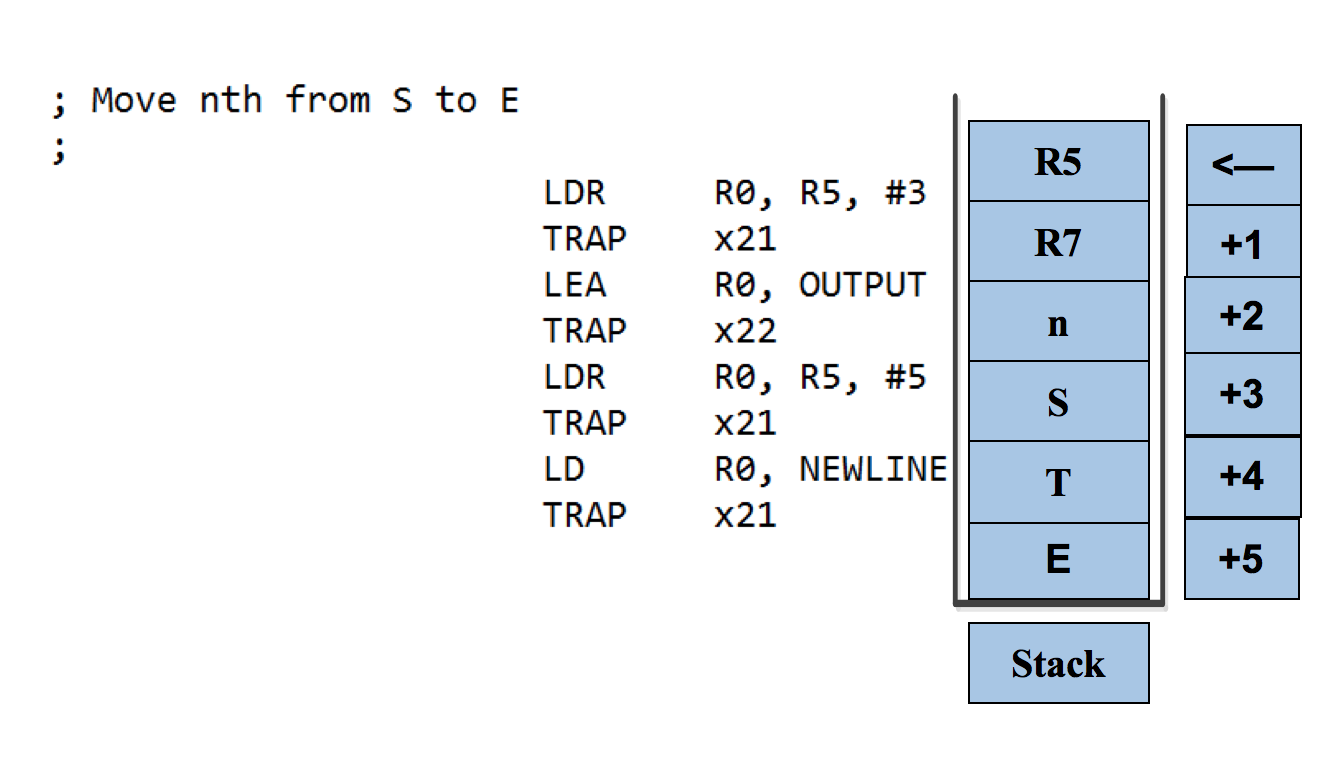 ; Move nth from S to E
;
LDR R0, R5, #3
TRAP x21
LEA R0, OUTPUT
TRAP x22
LDR R0, R5, #5
TRAP x21
LD R0, NEWLINE
TRAP x21
R5 <—
R7 +1
n +2
S +3
T +4
E +5
Stack